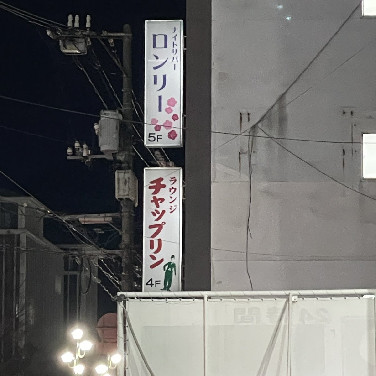 ナイトリバー
ロンリー
5F
ラウンジ
チャップリン
4F